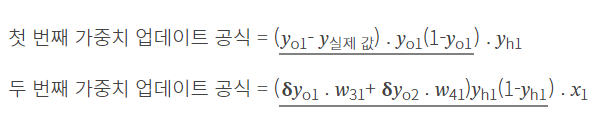 첫 번째 가중치 업데이트 공식 = (yo1- y실제 값) . yo1(1-yo1) . yh1
두 번째 가중치 업데이트 공식 = (δyo1 . w31+ δyo2 . w41)yh1(1-yh1) . x1